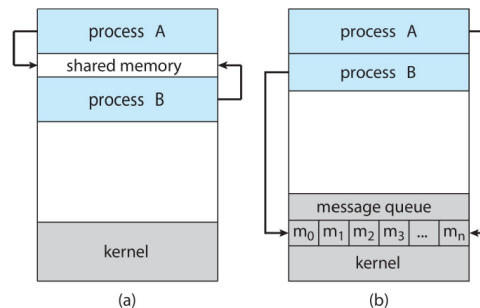 process A
shared memory
process B
kernel
(a)
process A
process B
message queue
m0 m1 m2 m3 ... mn
kernel
(b)